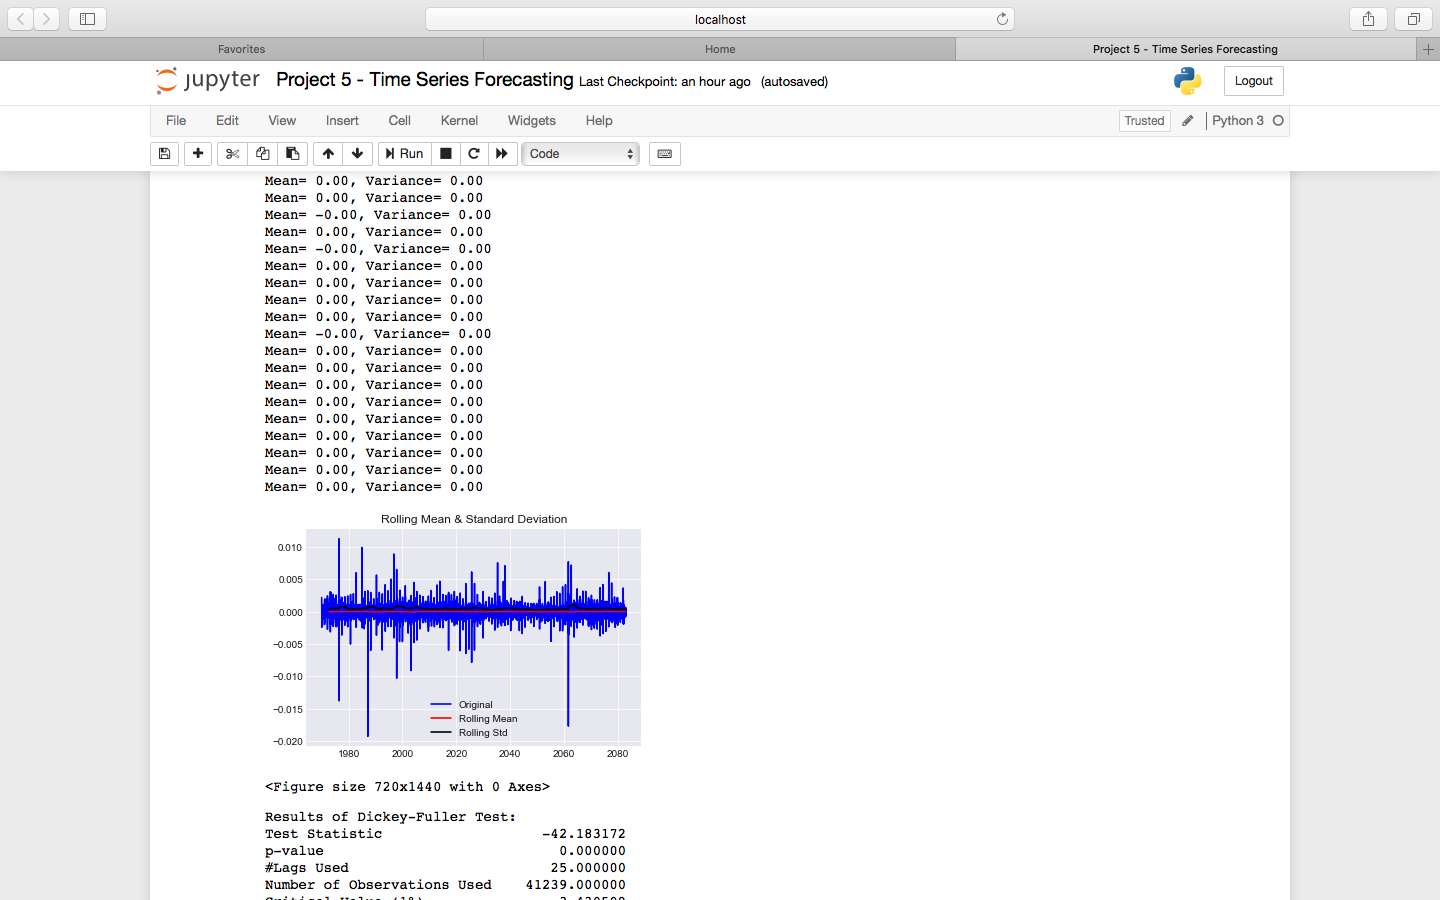 localhost
Favorites
Home
Project 5 - Time Series Forecasting
jupyter
Project 5 - Time Series Forecasting Last Checkpoint: an hour ago (autosaved)
Logout
File Edit View Insert Cell Kernel Widgets Help
Trusted
Python 3
Run
Code
Mean= 0.00, Variance= 0.00
Mean= 0.00, Variance= 0.00
Mean= -0.00, Variance= 0.00
Mean= 0.00, Variance= 0.00
Mean= -0.00, Variance= 0.00
Mean= 0.00, Variance= 0.00
Mean= 0.00, Variance= 0.00
Mean= 0.00, Variance= 0.00
Mean= 0.00, Variance= 0.00
Mean= -0.00, Variance= 0.00
Mean= 0.00, Variance= 0.00
Mean= 0.00, Variance= 0.00
Mean= 0.00, Variance= 0.00
Mean= 0.00, Variance= 0.00
Mean= 0.00, Variance= 0.00
Mean= 0.00, Variance= 0.00
Mean= 0.00, Variance= 0.00
Mean= 0.00, Variance= 0.00
Mean= 0.00, Variance= 0.00
Rolling Mean & Standard Deviation
0.010
0.005
0.000
−0.005
−0.010
−0.015
−0.020
Original
Rolling Mean
Rolling Std
1980 2000 2020 2040 2060 2080
<Figure size 720x1440 with 0 Axes>
Results of Dickey-Fuller Test:
Test Statistic -42.183172
p-value 0.000000
#Lags Used 25.000000
Number of Observations Used 41239.000000
Critical Value (1%)